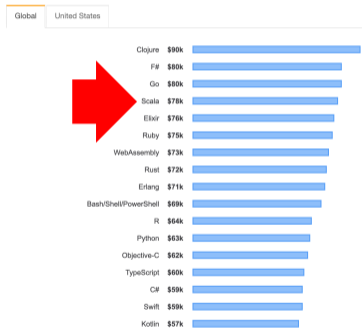 Global United States
Clojure $90k
F# $80k
Go $80k
Scala $78k
Elixir $76k
Ruby $75k
WebAssembly $73k
Rust $72k
Erlang $71k
Bash/Shell/PowerShell $69k
R $64k
Python $63k
Objective-C $62k
TypeScript $60k
C# $59k
Swift $59k
Kotlin $57k